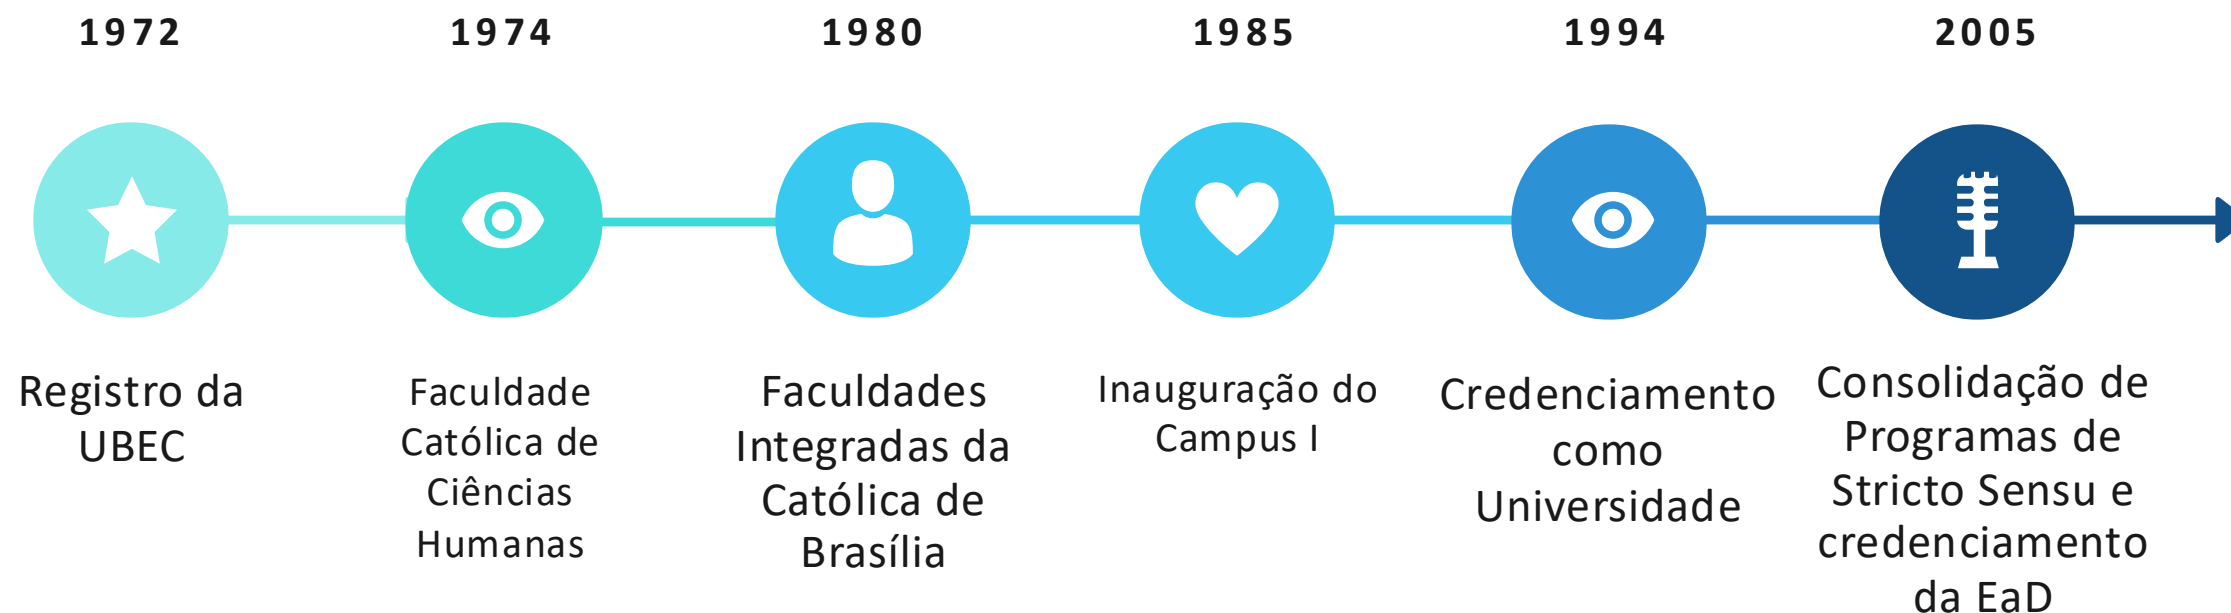 1972
1974
1980
1985
1994
2005
Registro da
UBEC
Faculdade
Católica de
Ciências
Humanas
Faculdades
Integradas da
Católica de
Brasília
Inauguração do
Campus I
Credenciamento
como
Universidade
Consolidação de
Programas de
Stricto Sensu e
credenciamento
da EaD